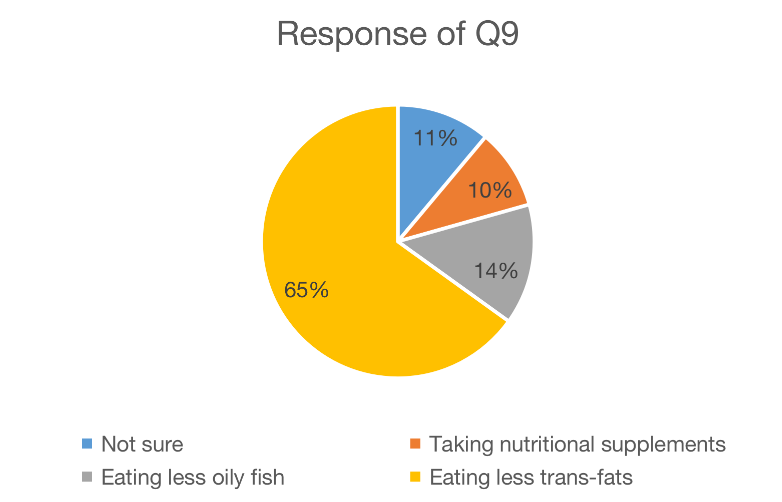 Response of Q9
11%
10%
14%
65%
Not sure
Taking nutritional supplements
Eating less oily fish
Eating less trans-fats